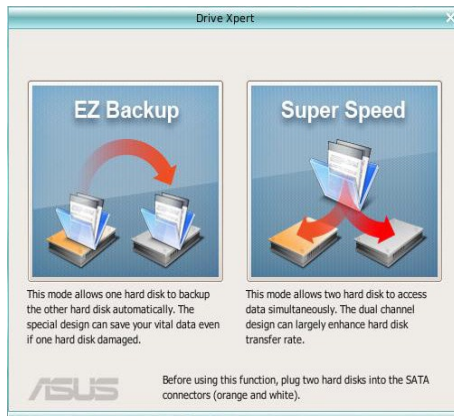 Drive Xpert
EZ Backup
This mode allows one hard disk to backup
the other hard disk automatically. The
special design can save your vital data even
if one hard disk damaged.
Super Speed
This mode allows two hard disk to access
data simultaneously. The dual channel
design can largely enhance hard disk
transfer rate.
ASUS
Before using this function, plug two hard disks into the SATA
connectors (orange and white).